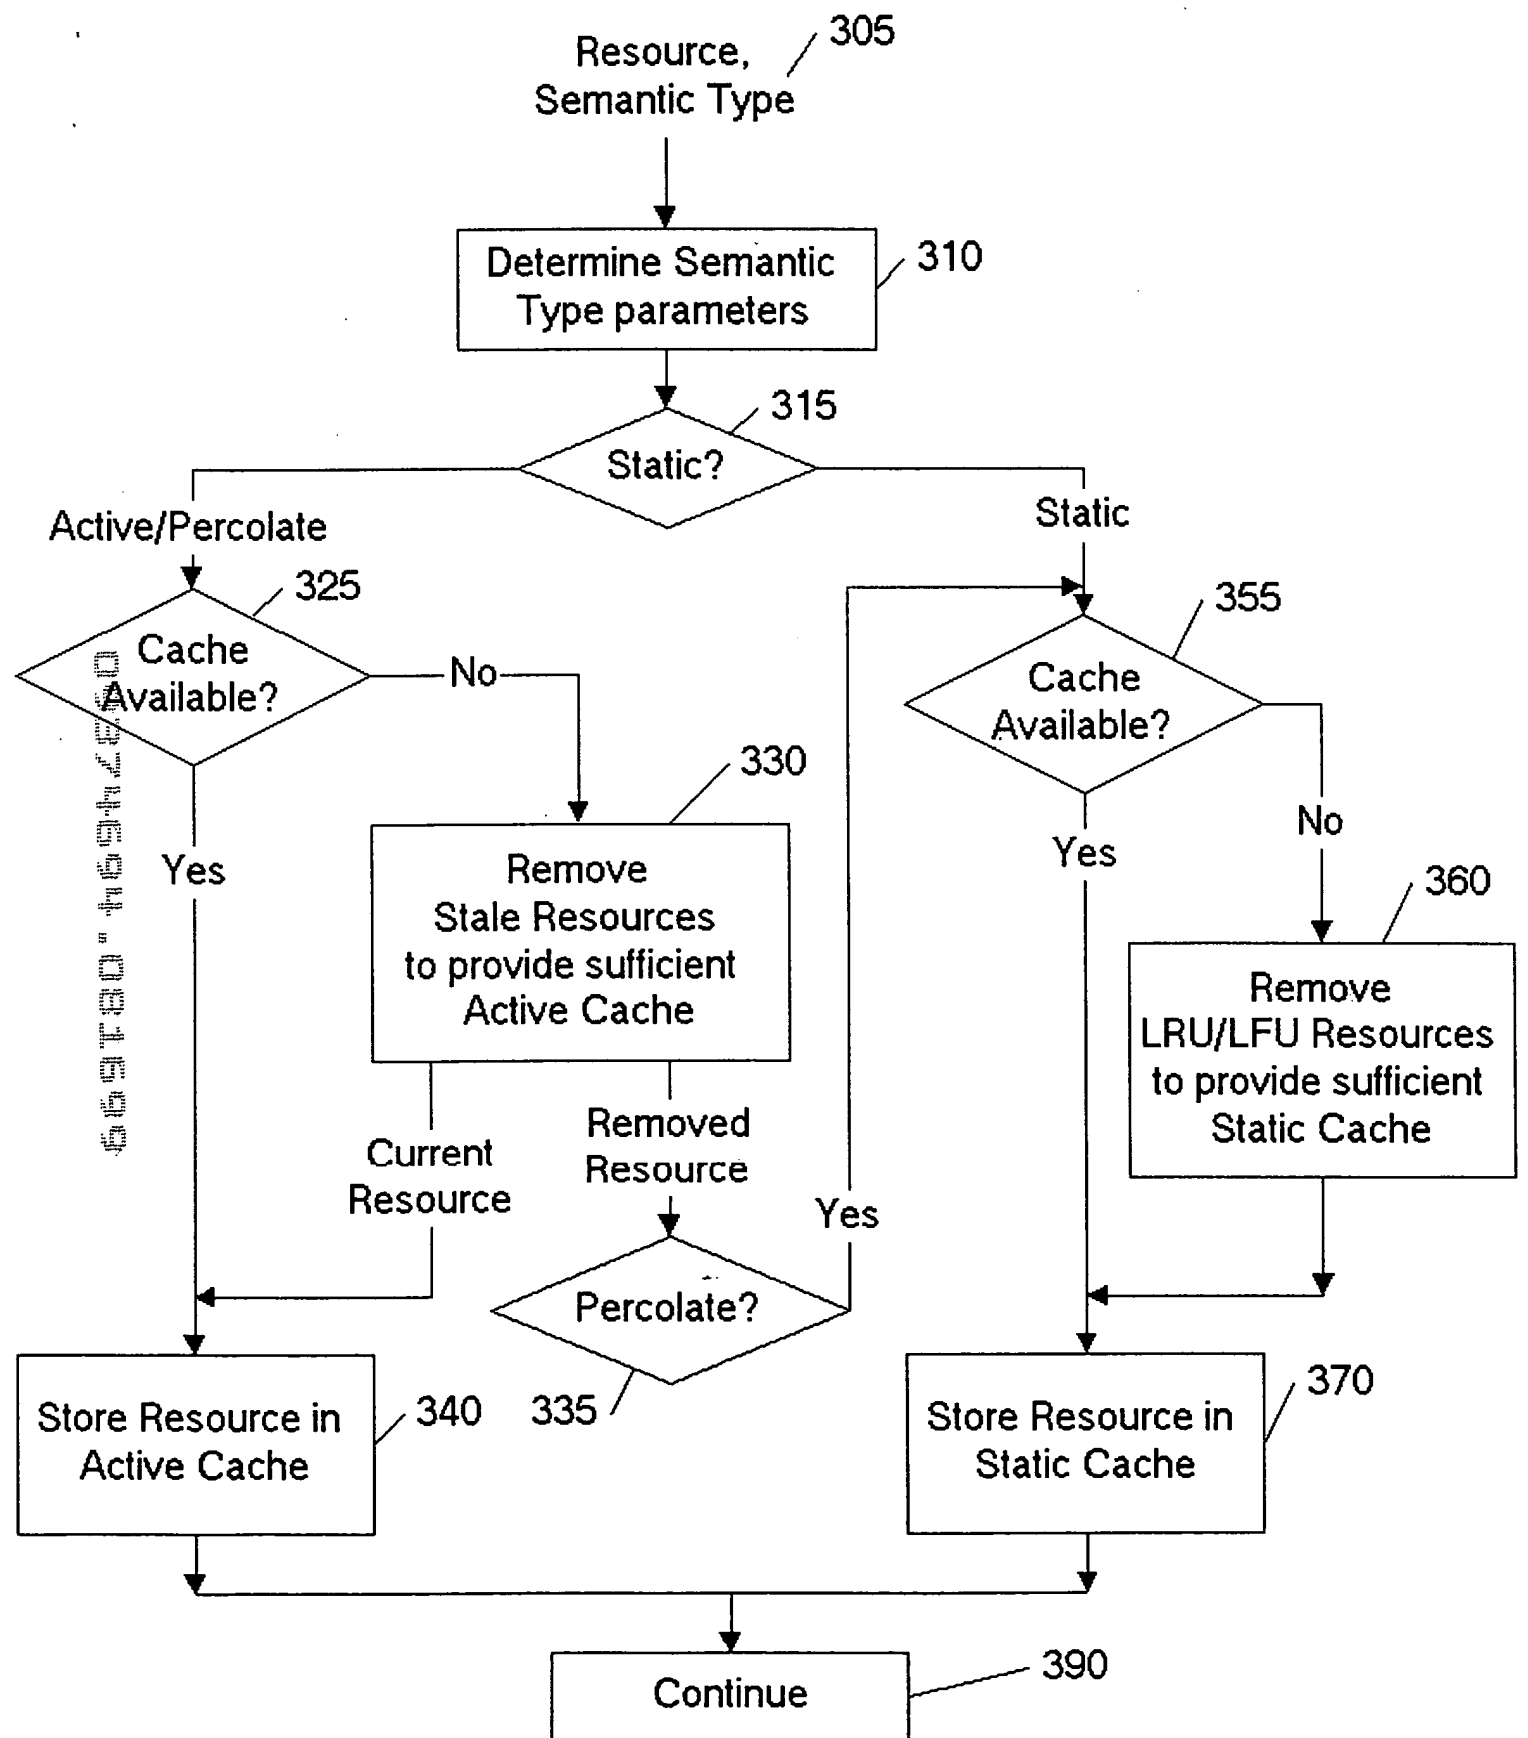 305
Resource,
Semantic Type
Determine Semantic
Type parameters
310
315
Static?
Active/Percolate
Static
325
Cache
Available?
No
355
Cache
Available?
330
Yes
Remove
Stale Resources
to provide sufficient
Active Cache
No
Yes
360
Remove
LRU/LFU Resources
to provide sufficient
Static Cache
Current
Resource
Removed
Resource
Yes
Percolate?
335
Store Resource in
Active Cache
340
Store Resource in
Static Cache
370
Continue
390
09374694.081699